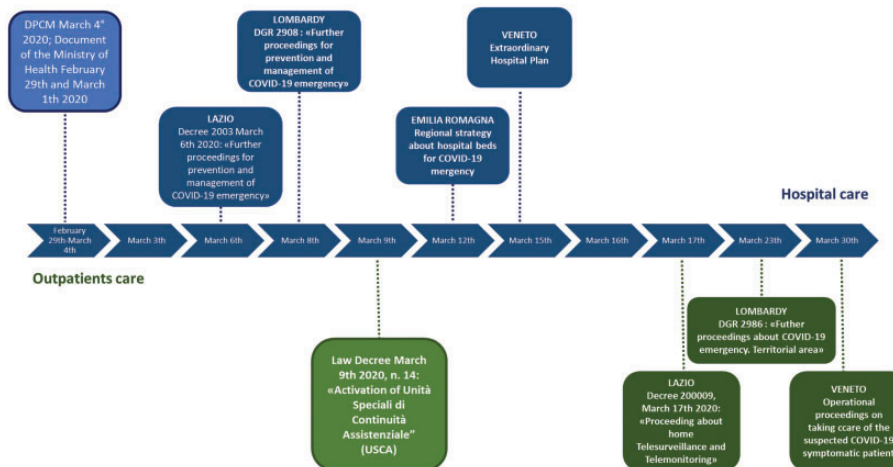 DPCM March 4°
2020; Document
of the Ministry of
Health February
29th and March
1th 2020
LAZIO
Decree 2003 March
6th 2020: «Further
proceedings for
prevention and
management of
COVID-19 emergency»
LOMBARDY
DGR 2908 : «Further
proceedings for
prevention and
management of
COVID-19 emergency»
EMILIA ROMAGNA
Regional strategy
about hospital beds
for COVID-19
mergency
VENETO
Extraordinary
Hospital Plan
Hospital care
February
29th-March
4th
March 3th
March 6th
March 8th
March 9th
March 12th
March 15th
March 16th
March 17th
March 23th
March 30th
Outpatients care
Law Decree March
9th 2020, n. 14:
«Activation of Unità
Speciali di
Continuità
Assistenziale”
(USCA)
LAZIO
Decree 200009,
March 17th 2020:
«Proceeding about
home
Telesurveillance and
Telemonitoring»
LOMBARDY
DGR 2986 : «Futher
proceedings about COVID-19
emergency. Territorial area»
VENETO
Operational
proceedings on
taking ccare of the
suspected COVID-19
symptomatic patient